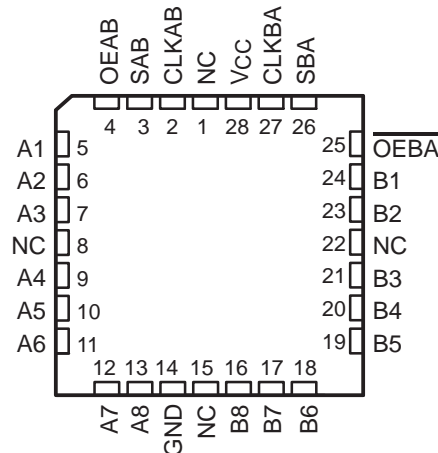 OEAB SAB CLKAB NC VCC CLKBA SBA
4 3 2 1 28 27 26
A1 5 25 OEBA
A2 6 24 B1
A3 7 23 B2
NC 8 22 NC
A4 9 21 B3
A5 10 20 B4
A6 11 19 B5
12 13 14 15 16 17 18
A7 A8 GND NC B8 B7 B6